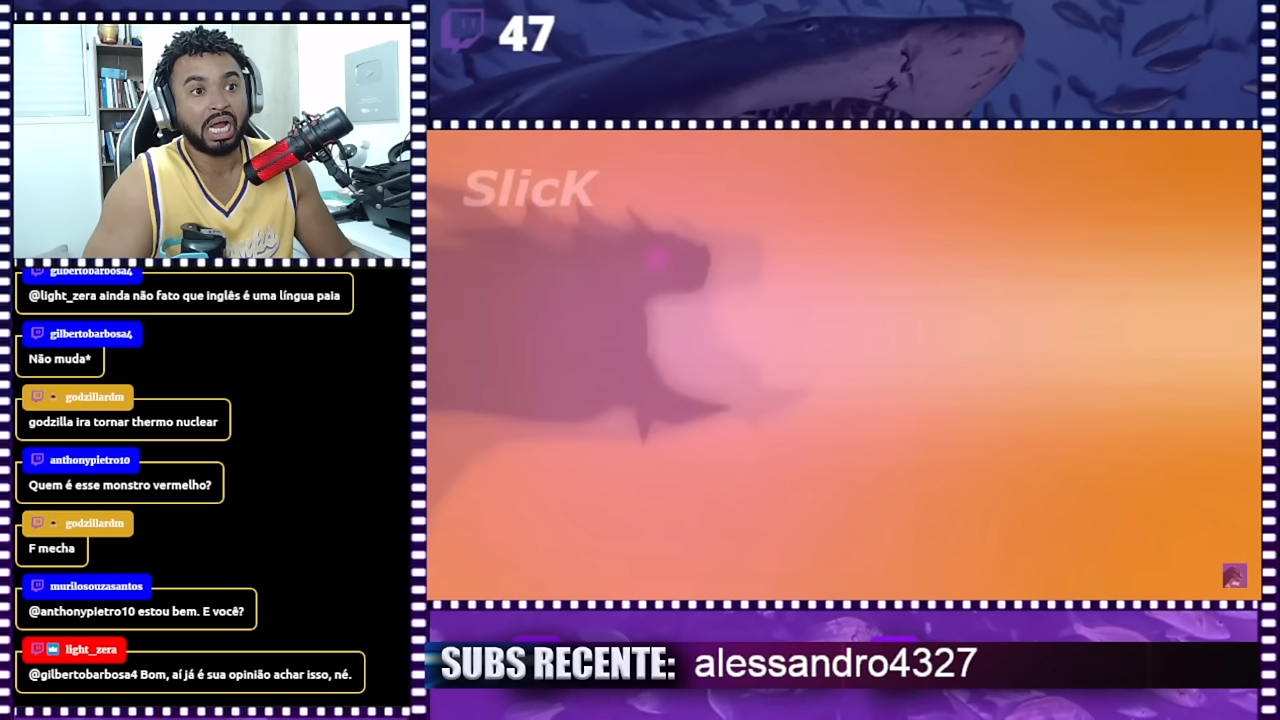 47
SlicK
gilbertobarbosa4
@light_zera ainda não fato que inglês é uma língua paia
gilbertobarbosa4
Não muda*
godzillardm
godzilla ira tornar thermo nuclear
anthonypietro10
Quem é esse monstro vermelho?
godzillardm
F mecha
murilosouzasantos
@anthonypietro10 estou bem. E você?
light_zera
@gilbertobarbosa4 Bom, aí já é sua opinião achar isso, né.
SUBS RECENTE: alessandro4327